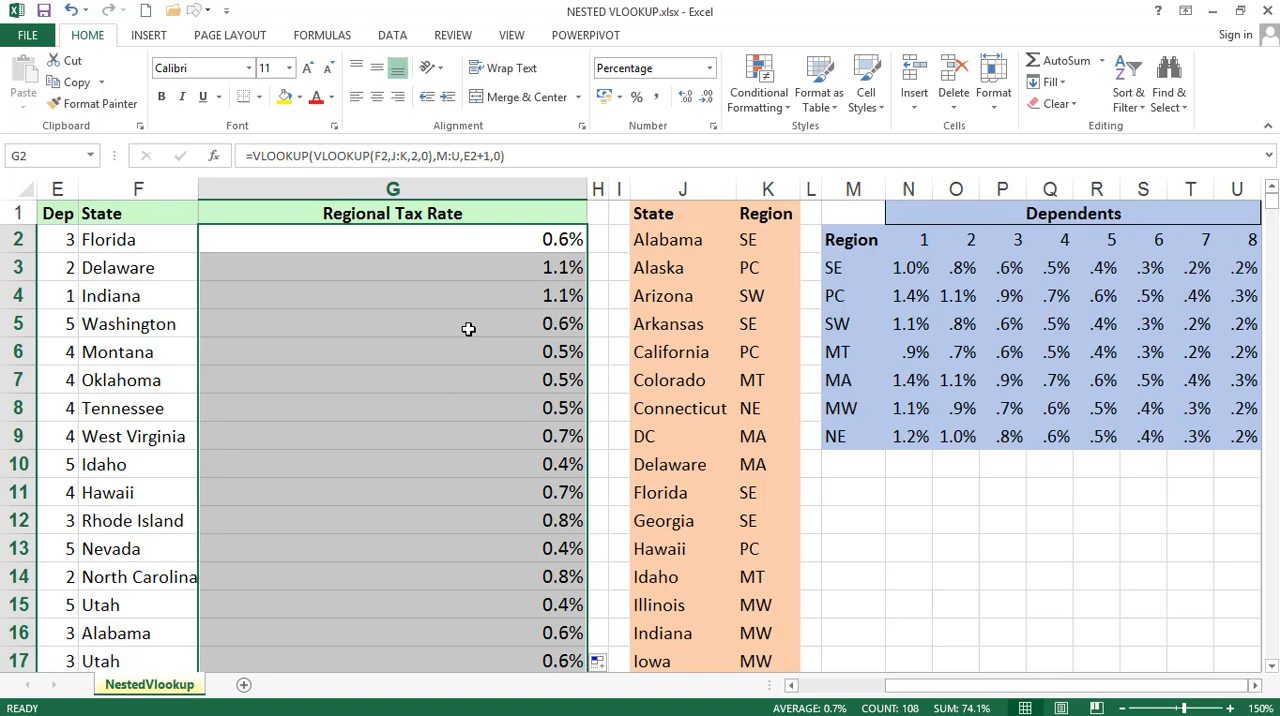 NESTED VLOOKUP.xlsx - Excel
FILE HOME INSERT PAGE LAYOUT FORMULAS DATA REVIEW VIEW POWERPIVOT Sign in
Paste Cut Copy Format Painter Clipboard
Calibri 11 A A B I U A Font
Wrap Text Merge & Center Alignment
Percentage $ % , Number
Conditional Formatting Format as Table Cell Styles Styles
Insert Delete Format Cells
AutoSum Fill Clear Sort & Filter Find & Select Editing
G2 fx =VLOOKUP(VLOOKUP(F2,J:K,2,0),M:U,E2+1,0)
E F G H I J K L M N O P Q R S T U
1 Dep State Regional Tax Rate State Region Dependents
2 3 Florida 0.6% Alabama SE Region 1 2 3 4 5 6 7 8
3 2 Delaware 1.1% Alaska PC SE 1.0% .8% .6% .5% .4% .3% .2% .2%
4 1 Indiana 1.1% Arizona SW PC 1.4% 1.1% .9% .7% .6% .5% .4% .3%
5 5 Washington 0.6% Arkansas SE SW 1.1% .8% .6% .5% .4% .3% .2% .2%
6 4 Montana 0.5% California PC MT .9% .7% .6% .5% .4% .3% .2% .2%
7 4 Oklahoma 0.5% Colorado MT MA 1.4% 1.1% .9% .7% .6% .5% .4% .3%
8 4 Tennessee 0.5% Connecticut NE MW 1.1% .9% .7% .6% .5% .4% .3% .2%
9 4 West Virginia 0.7% DC MA NE 1.2% 1.0% .8% .6% .5% .4% .3% .2%
10 5 Idaho 0.4% Delaware MA
11 4 Hawaii 0.7% Florida SE
12 3 Rhode Island 0.8% Georgia SE
13 5 Nevada 0.4% Hawaii PC
14 2 North Carolina 0.8% Idaho MT
15 5 Utah 0.4% Illinois MW
16 3 Alabama 0.6% Indiana MW
17 3 Utah 0.6% Iowa MW
NestedVlookup
READY AVERAGE: 0.7% COUNT: 108 SUM: 74.1% 150%